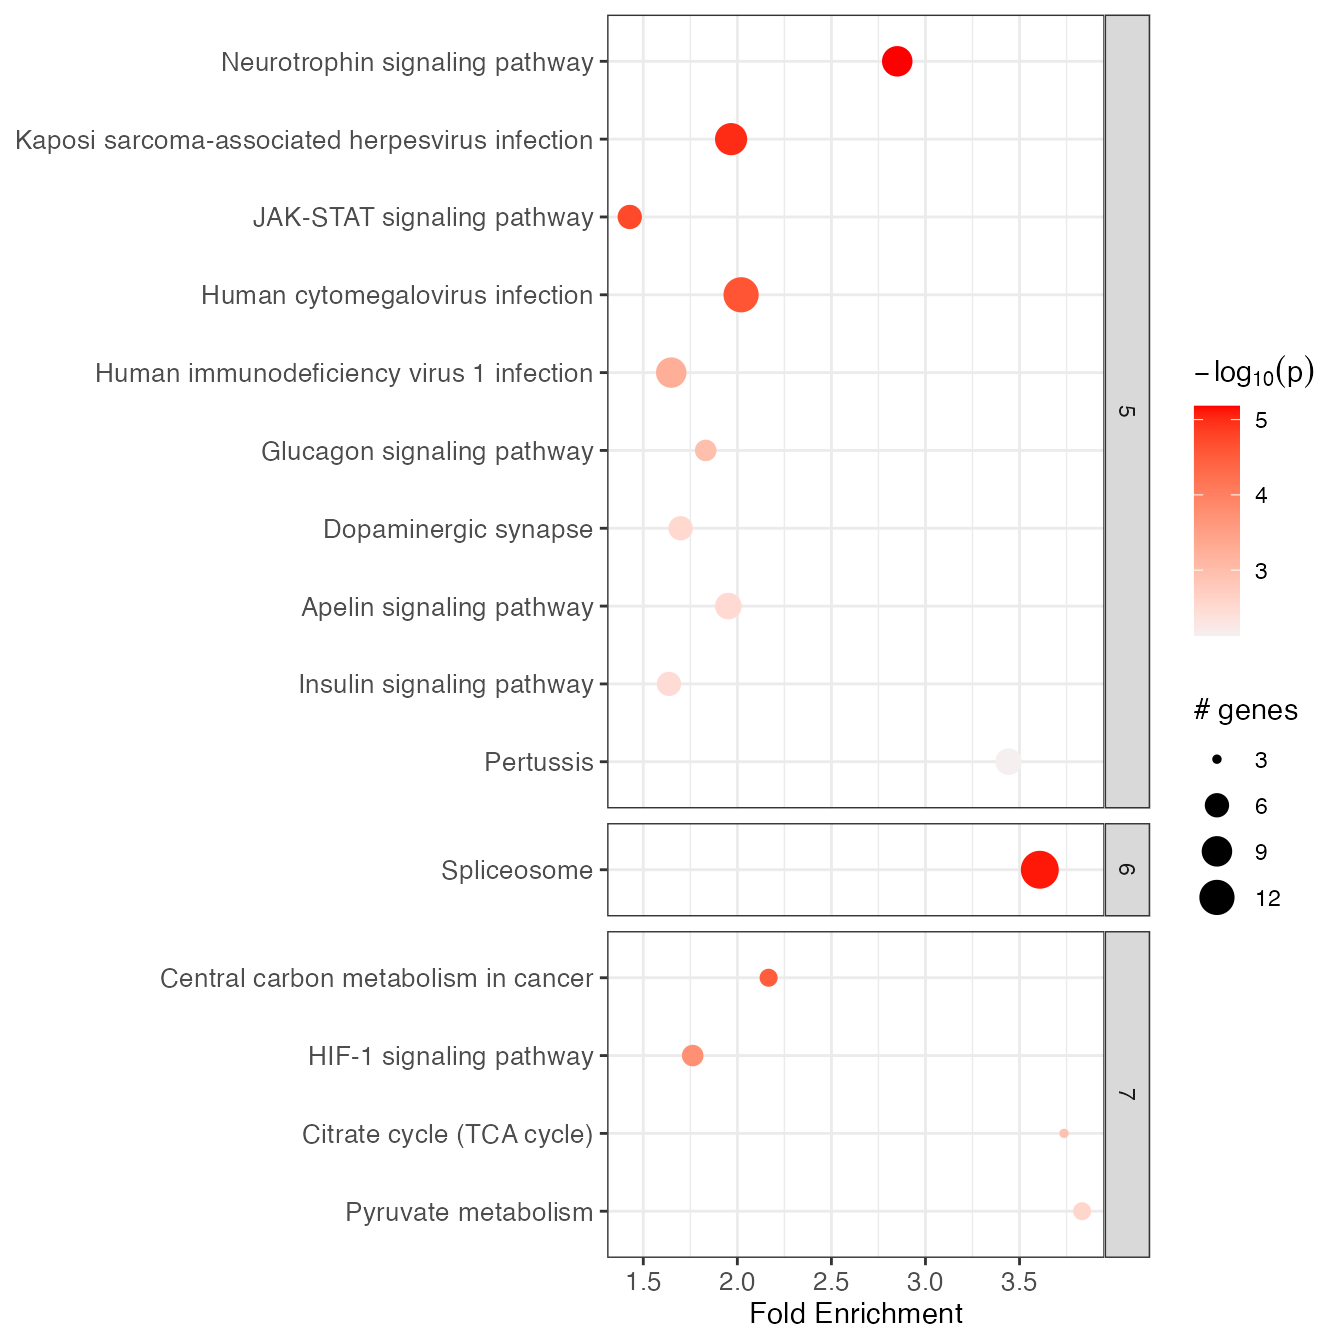 Neurotrophin signaling pathway
Kaposi sarcoma-associated herpesvirus infection
JAK-STAT signaling pathway
Human cytomegalovirus infection
Human immunodeficiency virus 1 infection
Glucagon signaling pathway
Dopaminergic synapse
Apelin signaling pathway
Insulin signaling pathway
Pertussis
5
Spliceosome
6
Central carbon metabolism in cancer
HIF-1 signaling pathway
Citrate cycle (TCA cycle)
Pyruvate metabolism
7
1.5 2.0 2.5 3.0 3.5
Fold Enrichment
−log₁₀(p)
5
4
3
# genes
3
6
9
12